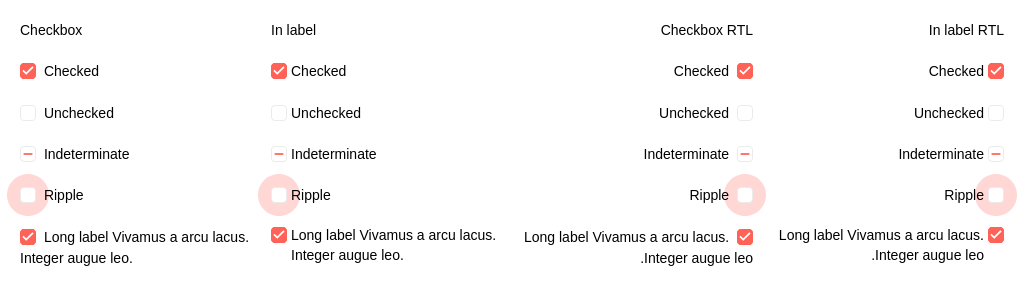 Checkbox In label Checkbox RTL In label RTL
Checked Checked Checked Checked
Unchecked Unchecked Unchecked Unchecked
Indeterminate Indeterminate Indeterminate Indeterminate
Ripple Ripple Ripple Ripple
Long label Vivamus a arcu lacus. Long label Vivamus a arcu lacus. Long label Vivamus a arcu lacus. Long label Vivamus a arcu lacus.
Integer augue leo. Integer augue leo. .Integer augue leo .Integer augue leo